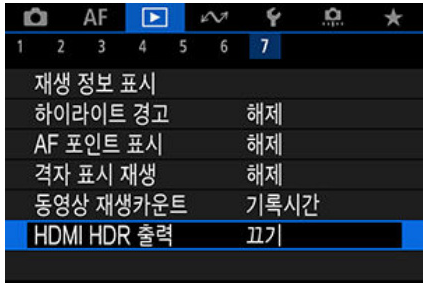 AF
1 2 3 4 5 6 7
재생 정보 표시
하이라이트 경고 해제
AF 포인트 표시 해제
격자 표시 재생 해제
동영상 재생카운트 기록시간
HDMI HDR 출력 끄기